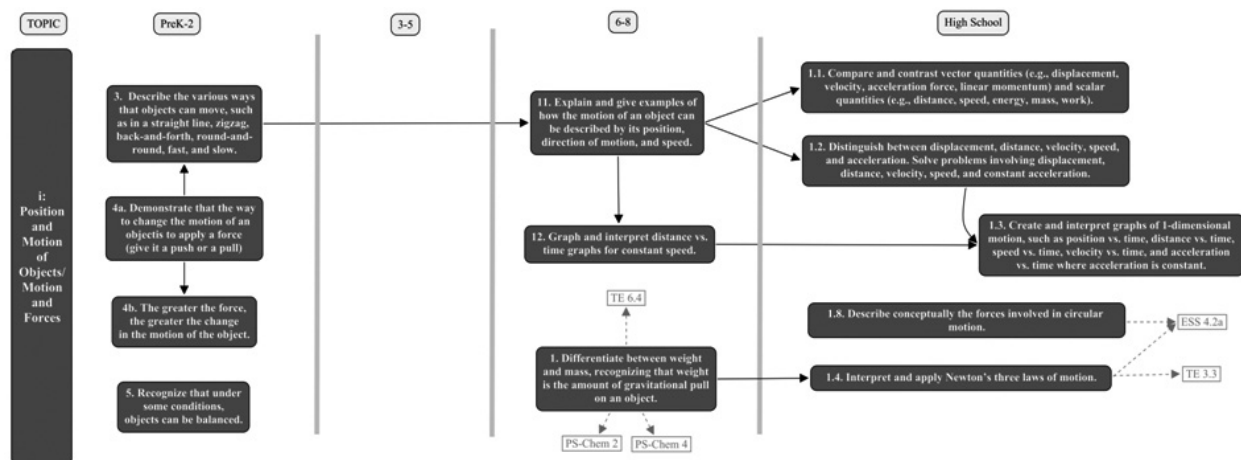 TOPIC
PreK-2
3-5
6-8
High School
i:
Position
and
Motion
of
Objects/
Motion
and
Forces
3. Describe the various ways
that objects can move, such
as in a straight line, zigzag,
back-and-forth, round-and-
round, fast, and slow.
4a. Demonstrate that the way
to change the motion of an
objectis to apply a force
(give it a push or a pull)
4b. The greater the force,
the greater the change
in the motion of the object.
5. Recognize that under
some conditions,
objects can be balanced.
11. Explain and give examples of
how the motion of an object can
be described by its position,
direction of motion, and speed.
12. Graph and interpret distance vs.
time graphs for constant speed.
TE 6.4
1. Differentiate between weight
and mass, recognizing that weight
is the amount of gravitational pull
on an object.
PS-Chem 2
PS-Chem 4
1.1. Compare and contrast vector quantities (e.g., displacement,
velocity, acceleration force, linear momentum) and scalar
quantities (e.g., distance, speed, energy, mass, work).
1.2. Distinguish between displacement, distance, velocity, speed,
and acceleration. Solve problems involving displacement,
distance, velocity, speed, and constant acceleration.
1.3. Create and interpret graphs of 1-dimensional
motion, such as position vs. time, distance vs. time,
speed vs. time, velocity vs. time, and acceleration
vs. time where acceleration is constant.
1.8. Describe conceptually the forces involved in circular
motion.
ESS 4.2a
1.4. Interpret and apply Newton's three laws of motion.
TE 3.3